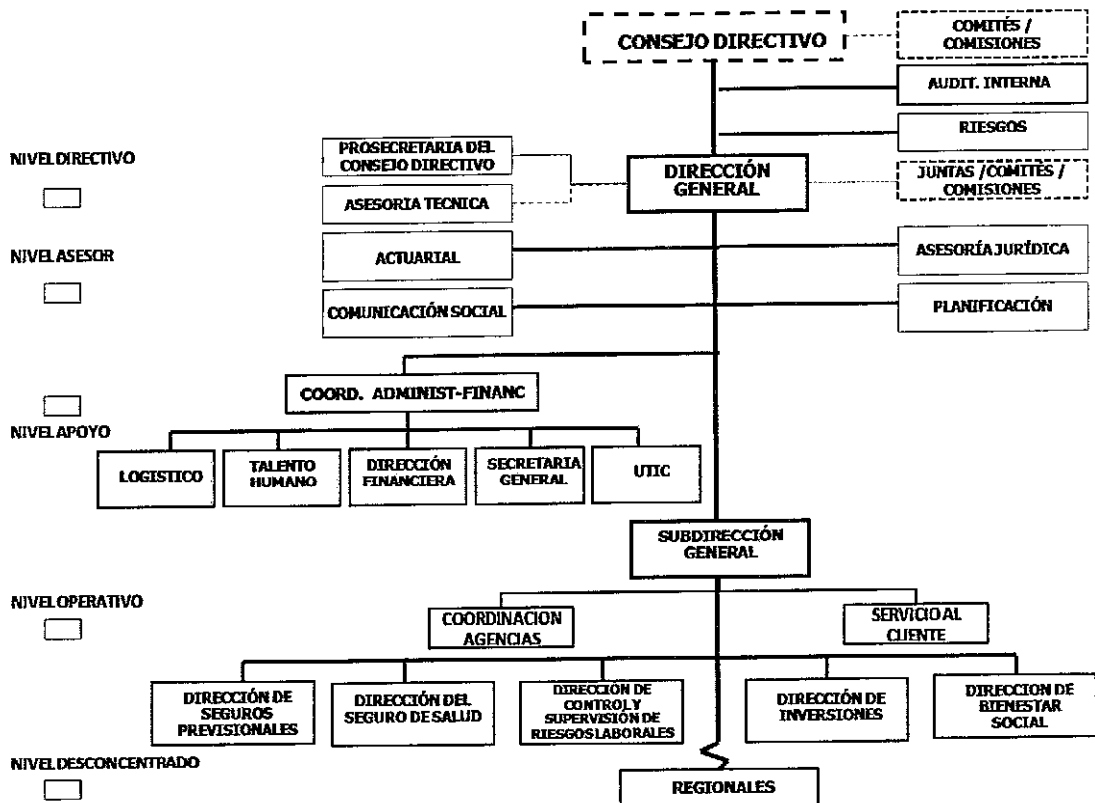 CONSEJO DIRECTIVO
COMITÉS /
COMISIONES
AUDIT. INTERNA
RIESGOS
NIVEL DIRECTIVO
PROSECRETARIA DEL
CONSEJO DIRECTIVO
DIRECCIÓN
GENERAL
JUNTAS /COMITÉS /
COMISIONES
ASESORIA TECNICA
NIVEL ASESOR
ACTUARIAL
ASESORÍA JURÍDICA
COMUNICACIÓN SOCIAL
PLANIFICACIÓN
COORD. ADMINIST-FINANC
NIVEL APOYO
LOGISTICO
TALENTO
HUMANO
DIRECCIÓN
FINANCIERA
SECRETARIA
GENERAL
UTIC
SUBDIRECCIÓN
GENERAL
NIVEL OPERATIVO
COORDINACION
AGENCIAS
SERVICIO AL
CLIENTE
DIRECCIÓN DE
SEGUROS
PREVISIONALES
DIRECCIÓN DEL
SEGURO DE SALUD
DIRECCIÓN DE
CONTROL Y
SUPERVISIÓN DE
RIESGOS LABORALES
DIRECCIÓN DE
INVERSIONES
DIRECCION DE
BIENESTAR
SOCIAL
NIVEL DESCONCENTRADO
REGIONALES